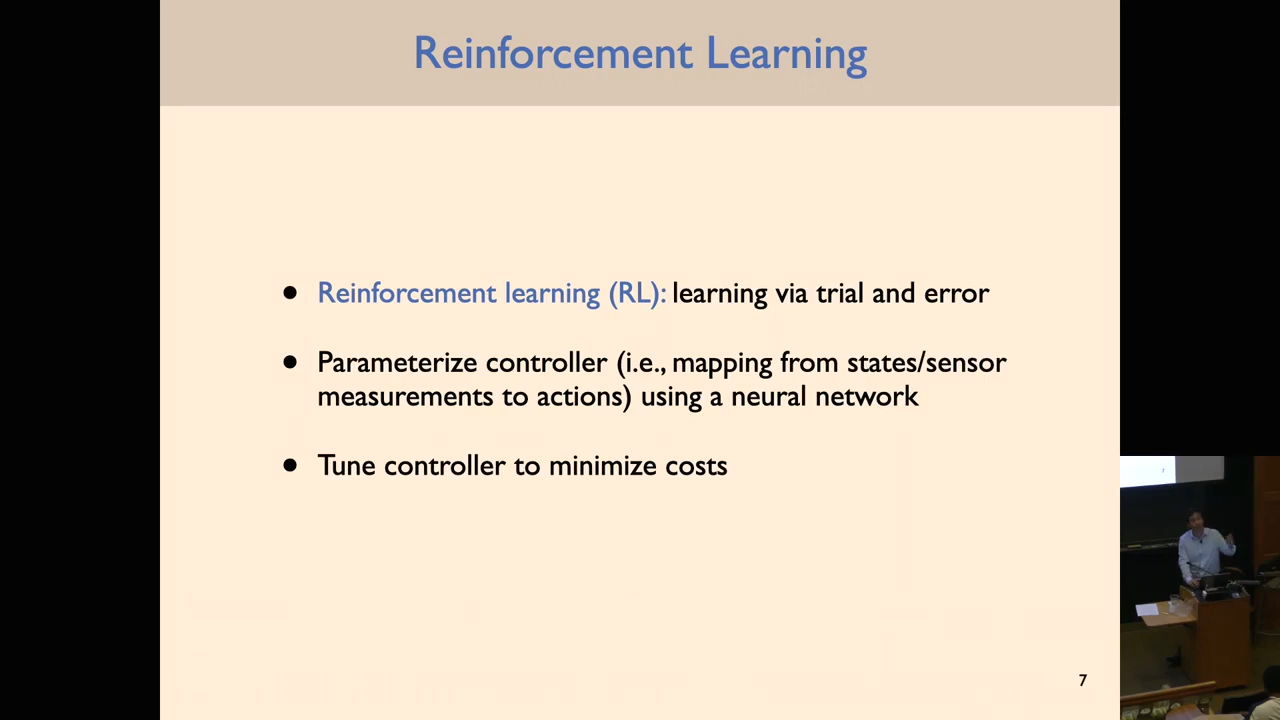 Reinforcement Learning
● Reinforcement learning (RL): learning via trial and error
● Parameterize controller (i.e., mapping from states/sensor
measurements to actions) using a neural network
● Tune controller to minimize costs
7